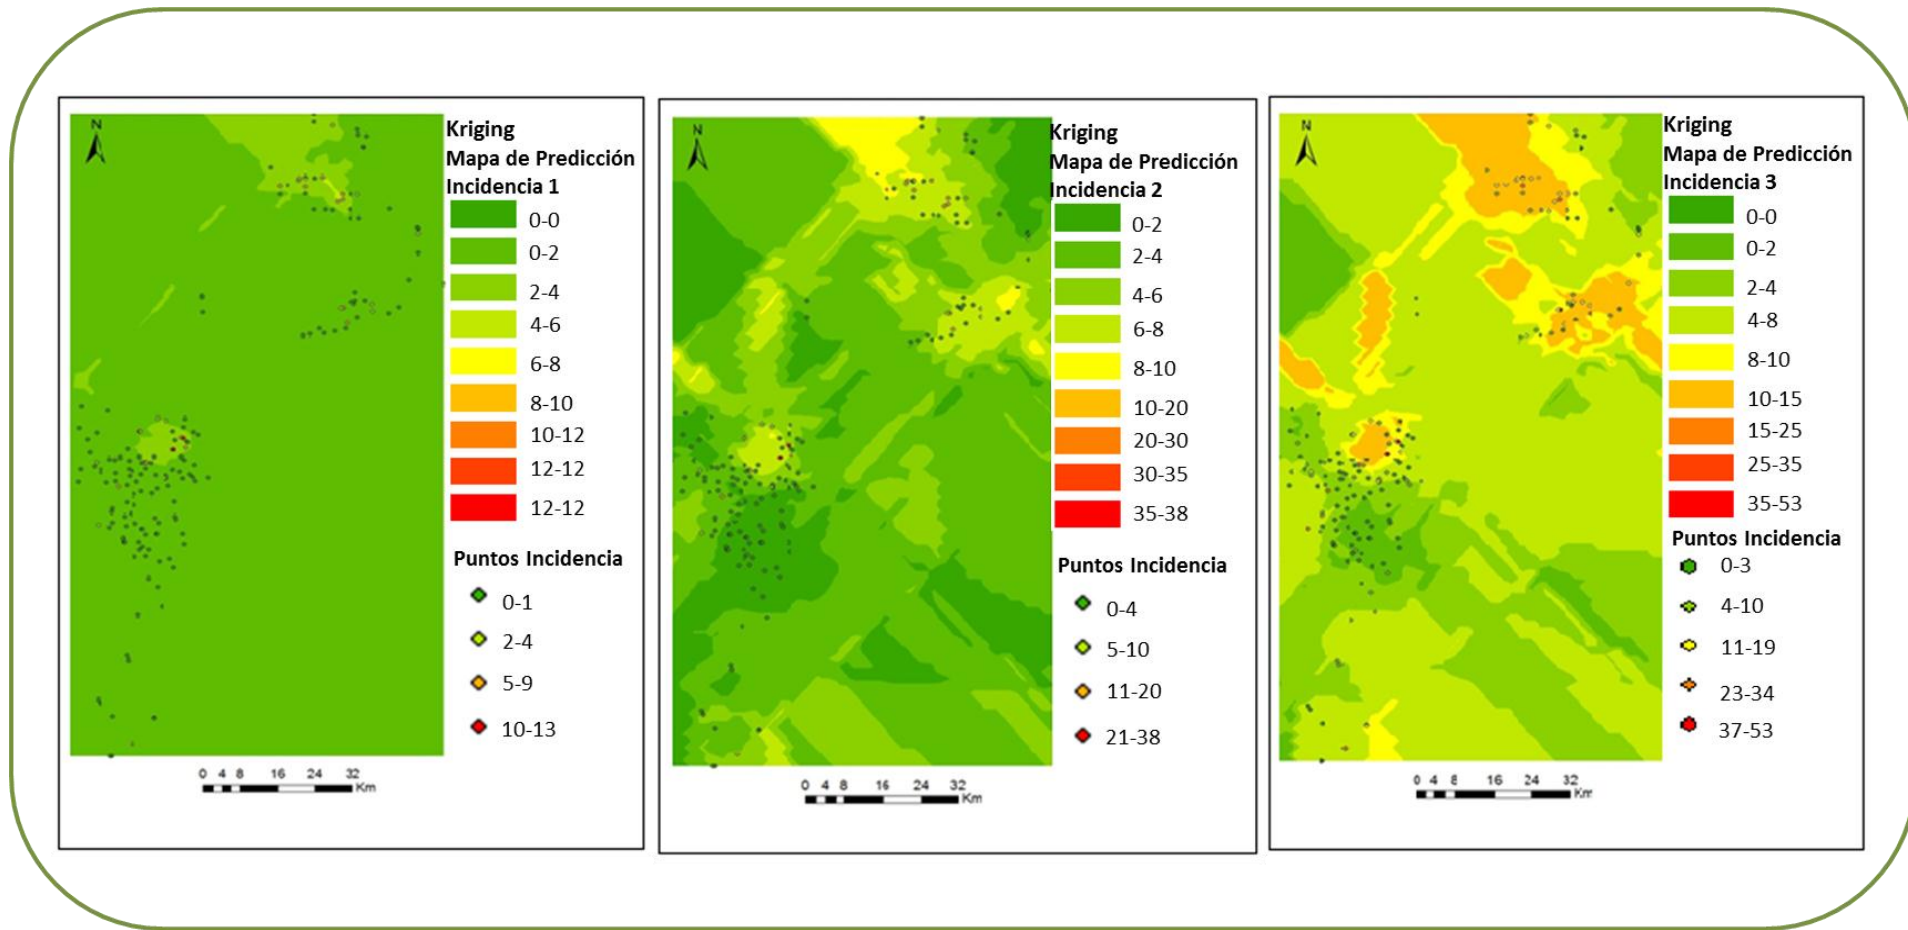 N
Kriging
Mapa de Predicción
Incidencia 1
0-0
0-2
2-4
4-6
6-8
8-10
10-12
12-12
12-12
Puntos Incidencia
0-1
2-4
5-9
10-13
0 4 8 16 24 32
Km
N
Kriging
Mapa de Predicción
Incidencia 2
0-2
2-4
4-6
6-8
8-10
10-20
20-30
30-35
35-38
Puntos Incidencia
0-4
5-10
11-20
21-38
0 4 8 16 24 32
Km
N
Kriging
Mapa de Predicción
Incidencia 3
0-0
0-2
2-4
4-8
8-10
10-15
15-25
25-35
35-53
Puntos Incidencia
0-3
4-10
11-19
23-34
37-53
0 4 8 16 24 32
Km